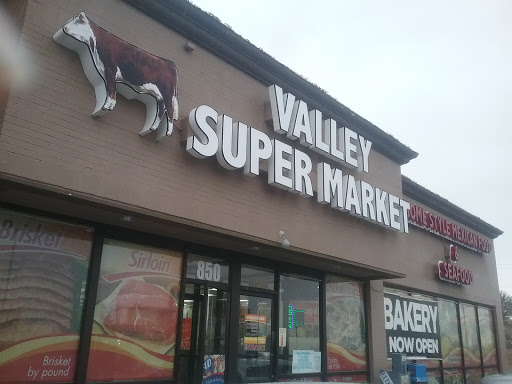 VALLEY
SUPER MARKET
HOME STYLE MEXICAN FOOD
&
SEAFOOD
Brisket
Sirloin
850
BAKERY
NOW OPEN
Brisket
by pound